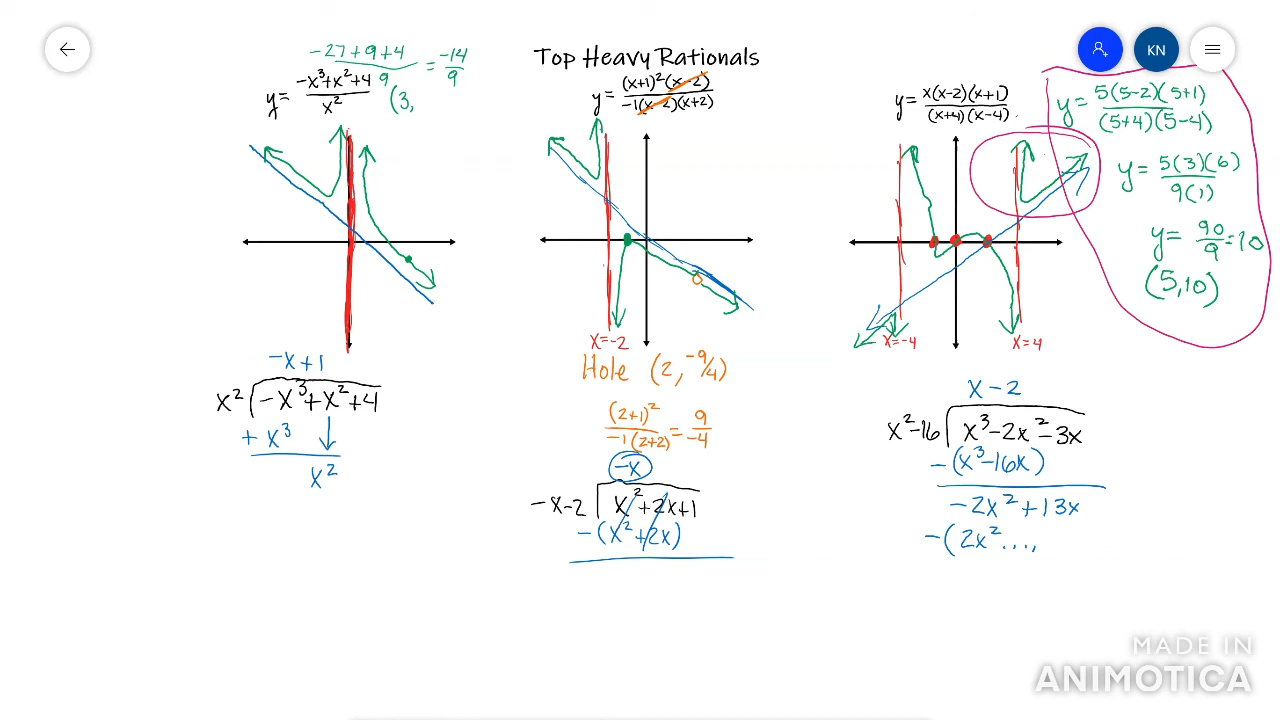 Top Heavy Rationals
KN
-27+9+4
9
= -14/9
(3,
y= -x³+x²+4
x²
-x+1
x² -x³+x²+4
+x³
x²
y= (x+1)²(x-2)
-1(x-2)(x+2)
x=-2
Hole (2, -9/4)
(2+1)²
-1(2+2)
= 9
-4
-x
-x-2 x²+2x+1
-(x²+2x)
y= x(x-2)(x+1)
(x+4)(x-4)
x=-4
x=4
x-2
x²-16 x³-2x²-3x
-(x³-16x)
-2x²+13x
-(2x²....,
y= 5(5-2)(5+1)
(5+4)(5-4)
y= 5(3)(6)
9(1)
y= 90/9 =10
(5,10)
MADE IN
ANIMOTICA